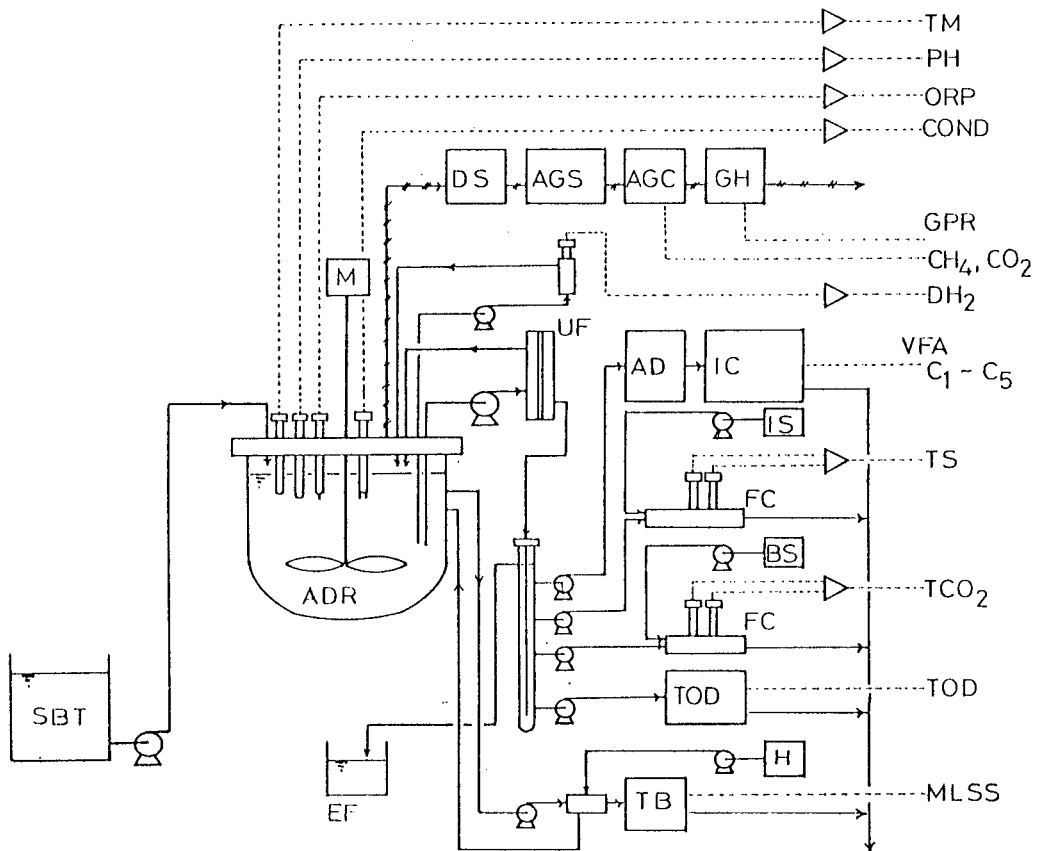 TM
PH
ORP
COND
DS
AGS
AGC
GH
GPR
CH4, CO2
M
DH2
UF
AD
IC
VFA
C1 ~ C5
IS
TS
FC
BS
TCO2
FC
ADR
TOD
TOD
SBT
H
EF
TB
MLSS